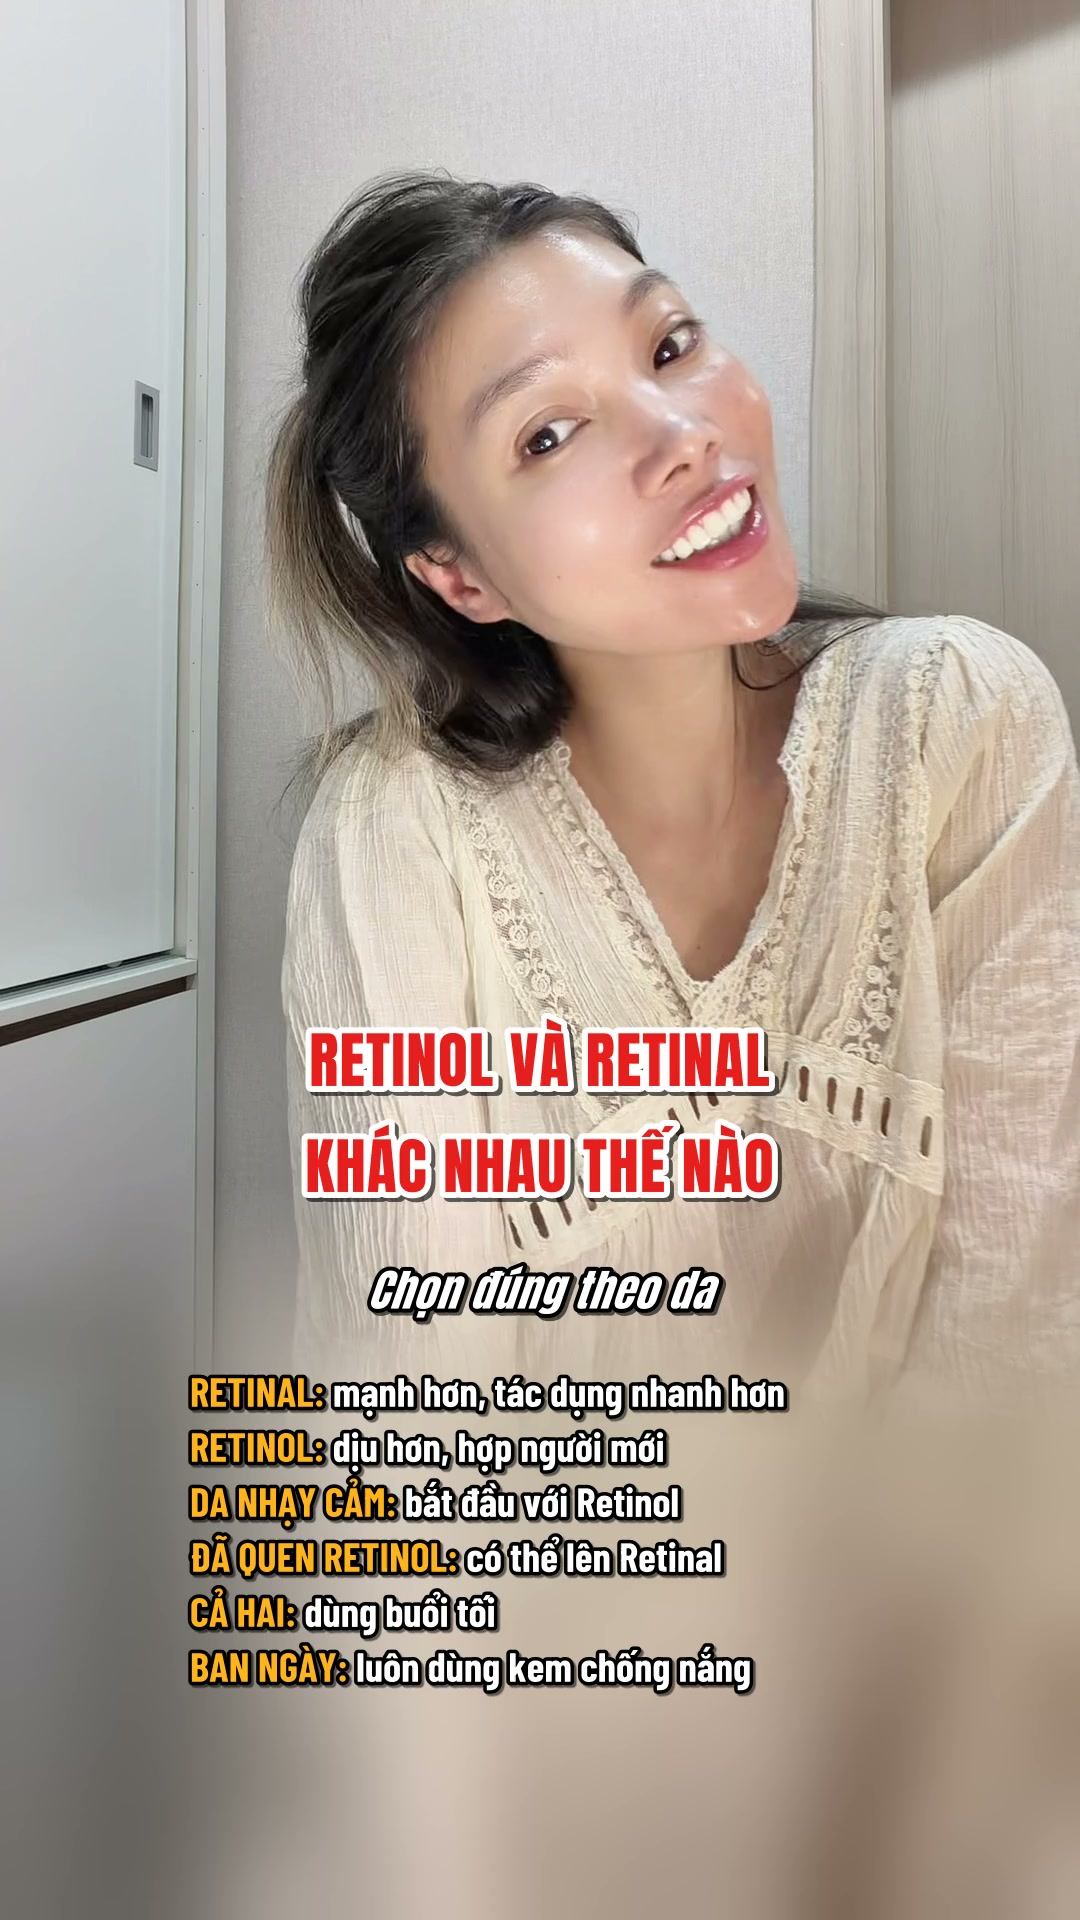 RETINOL VÀ RETINAL
KHÁC NHAU THẾ NÀO
Chọn đúng theo da
RETINAL: mạnh hơn, tác dụng nhanh hơn
RETINOL: dịu hơn, hợp người mới
DA NHẠY CẢM: bắt đầu với Retinol
ĐÃ QUEN RETINOL: có thể lên Retinal
CẢ HAI: dùng buổi tối
BAN NGÀY: luôn dùng kem chống nắng